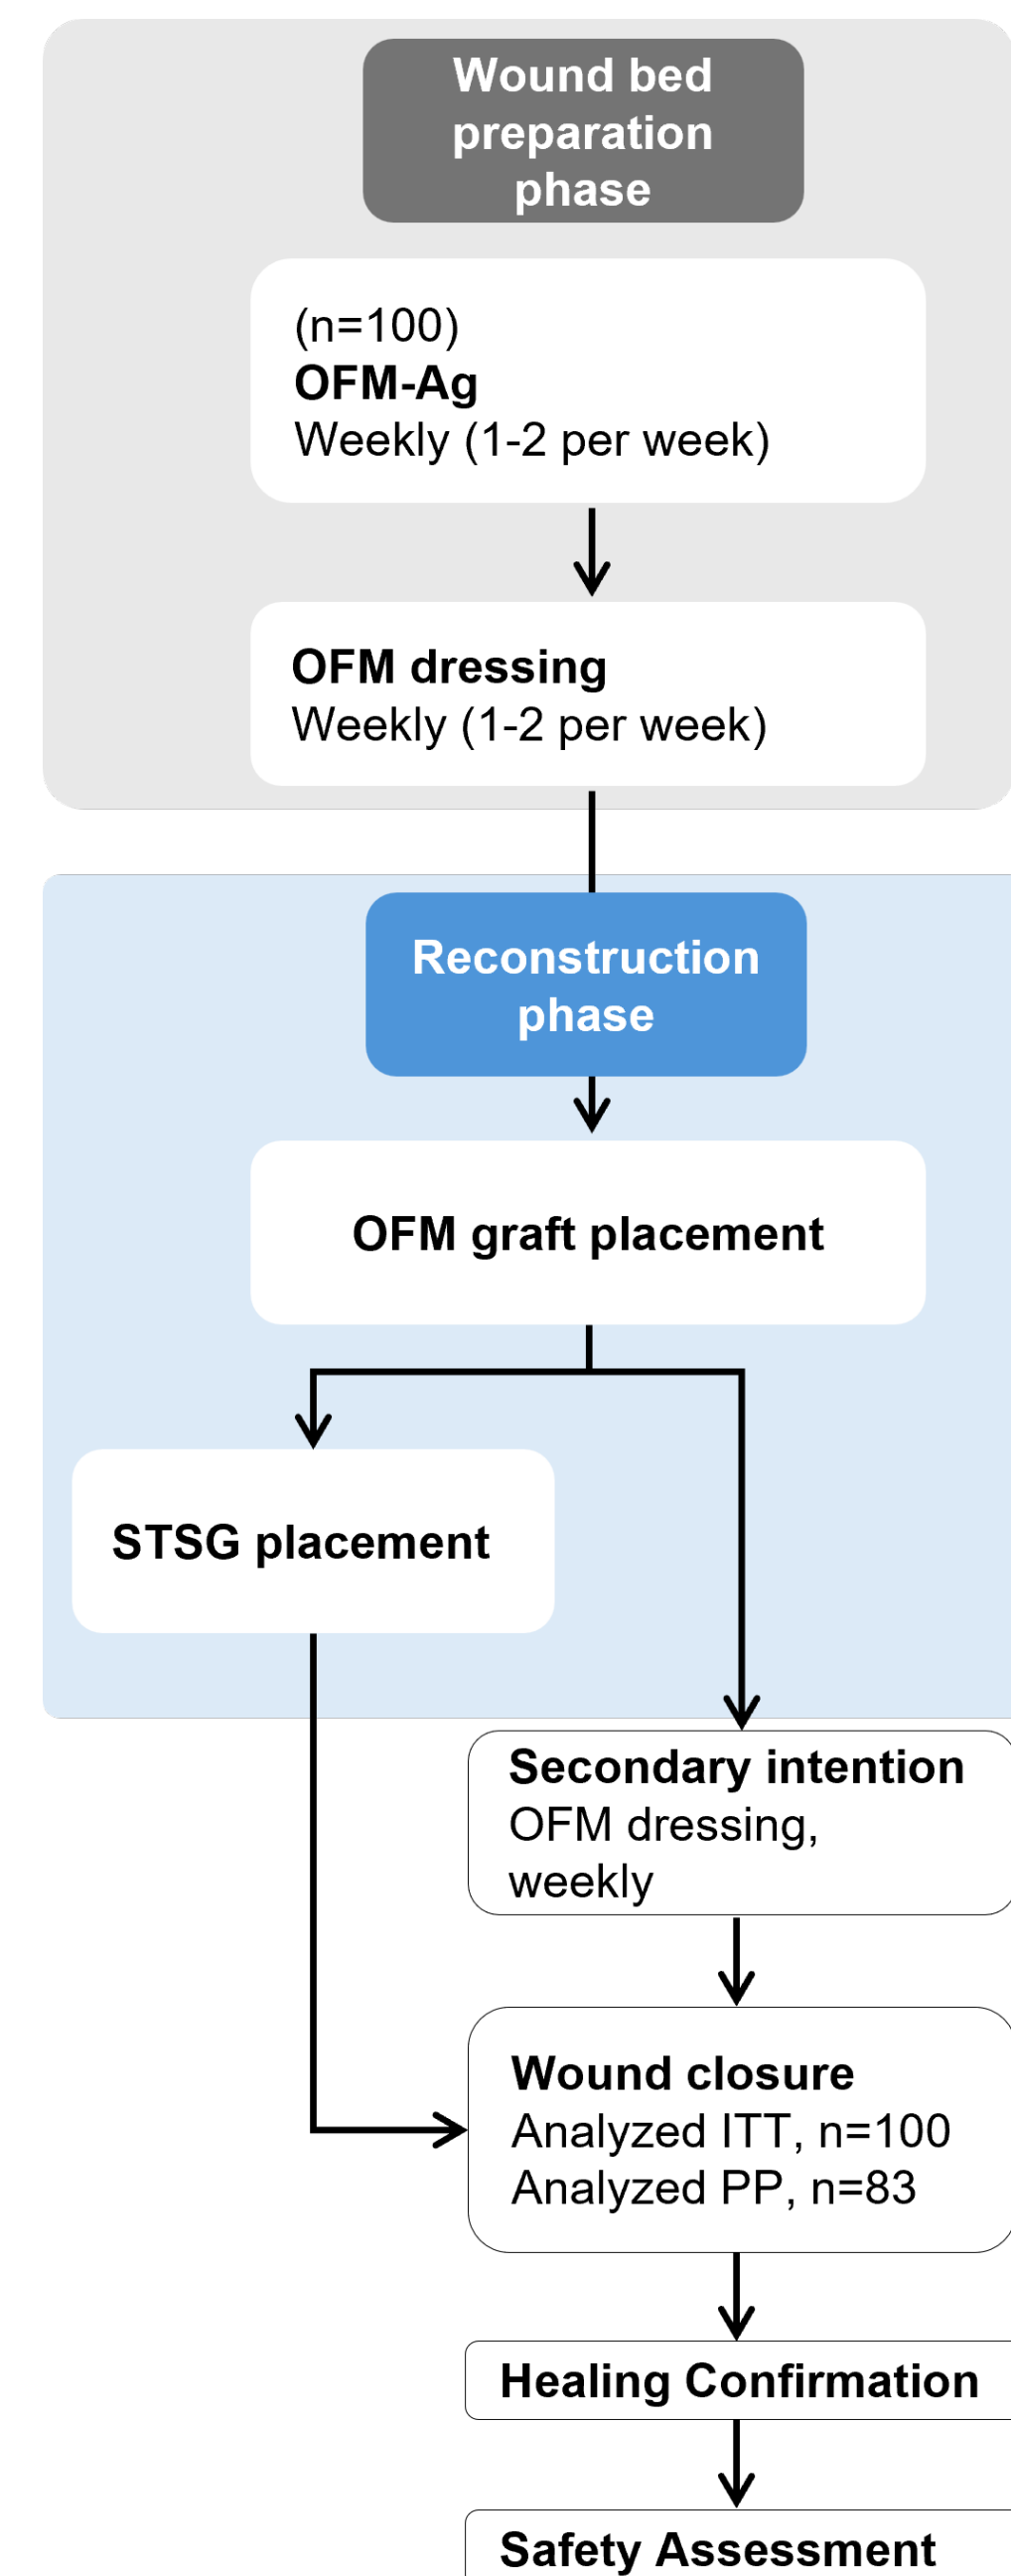 Wound bed
preparation
phase
(n=100)
OFM-Ag
Weekly (1-2 per week)
OFM dressing
Weekly (1-2 per week)
Reconstruction
phase
OFM graft placement
STSG placement
Secondary intention
OFM dressing,
weekly
Wound closure
Analyzed ITT, n=100
Analyzed PP, n=83
Healing Confirmation
Safety Assessment